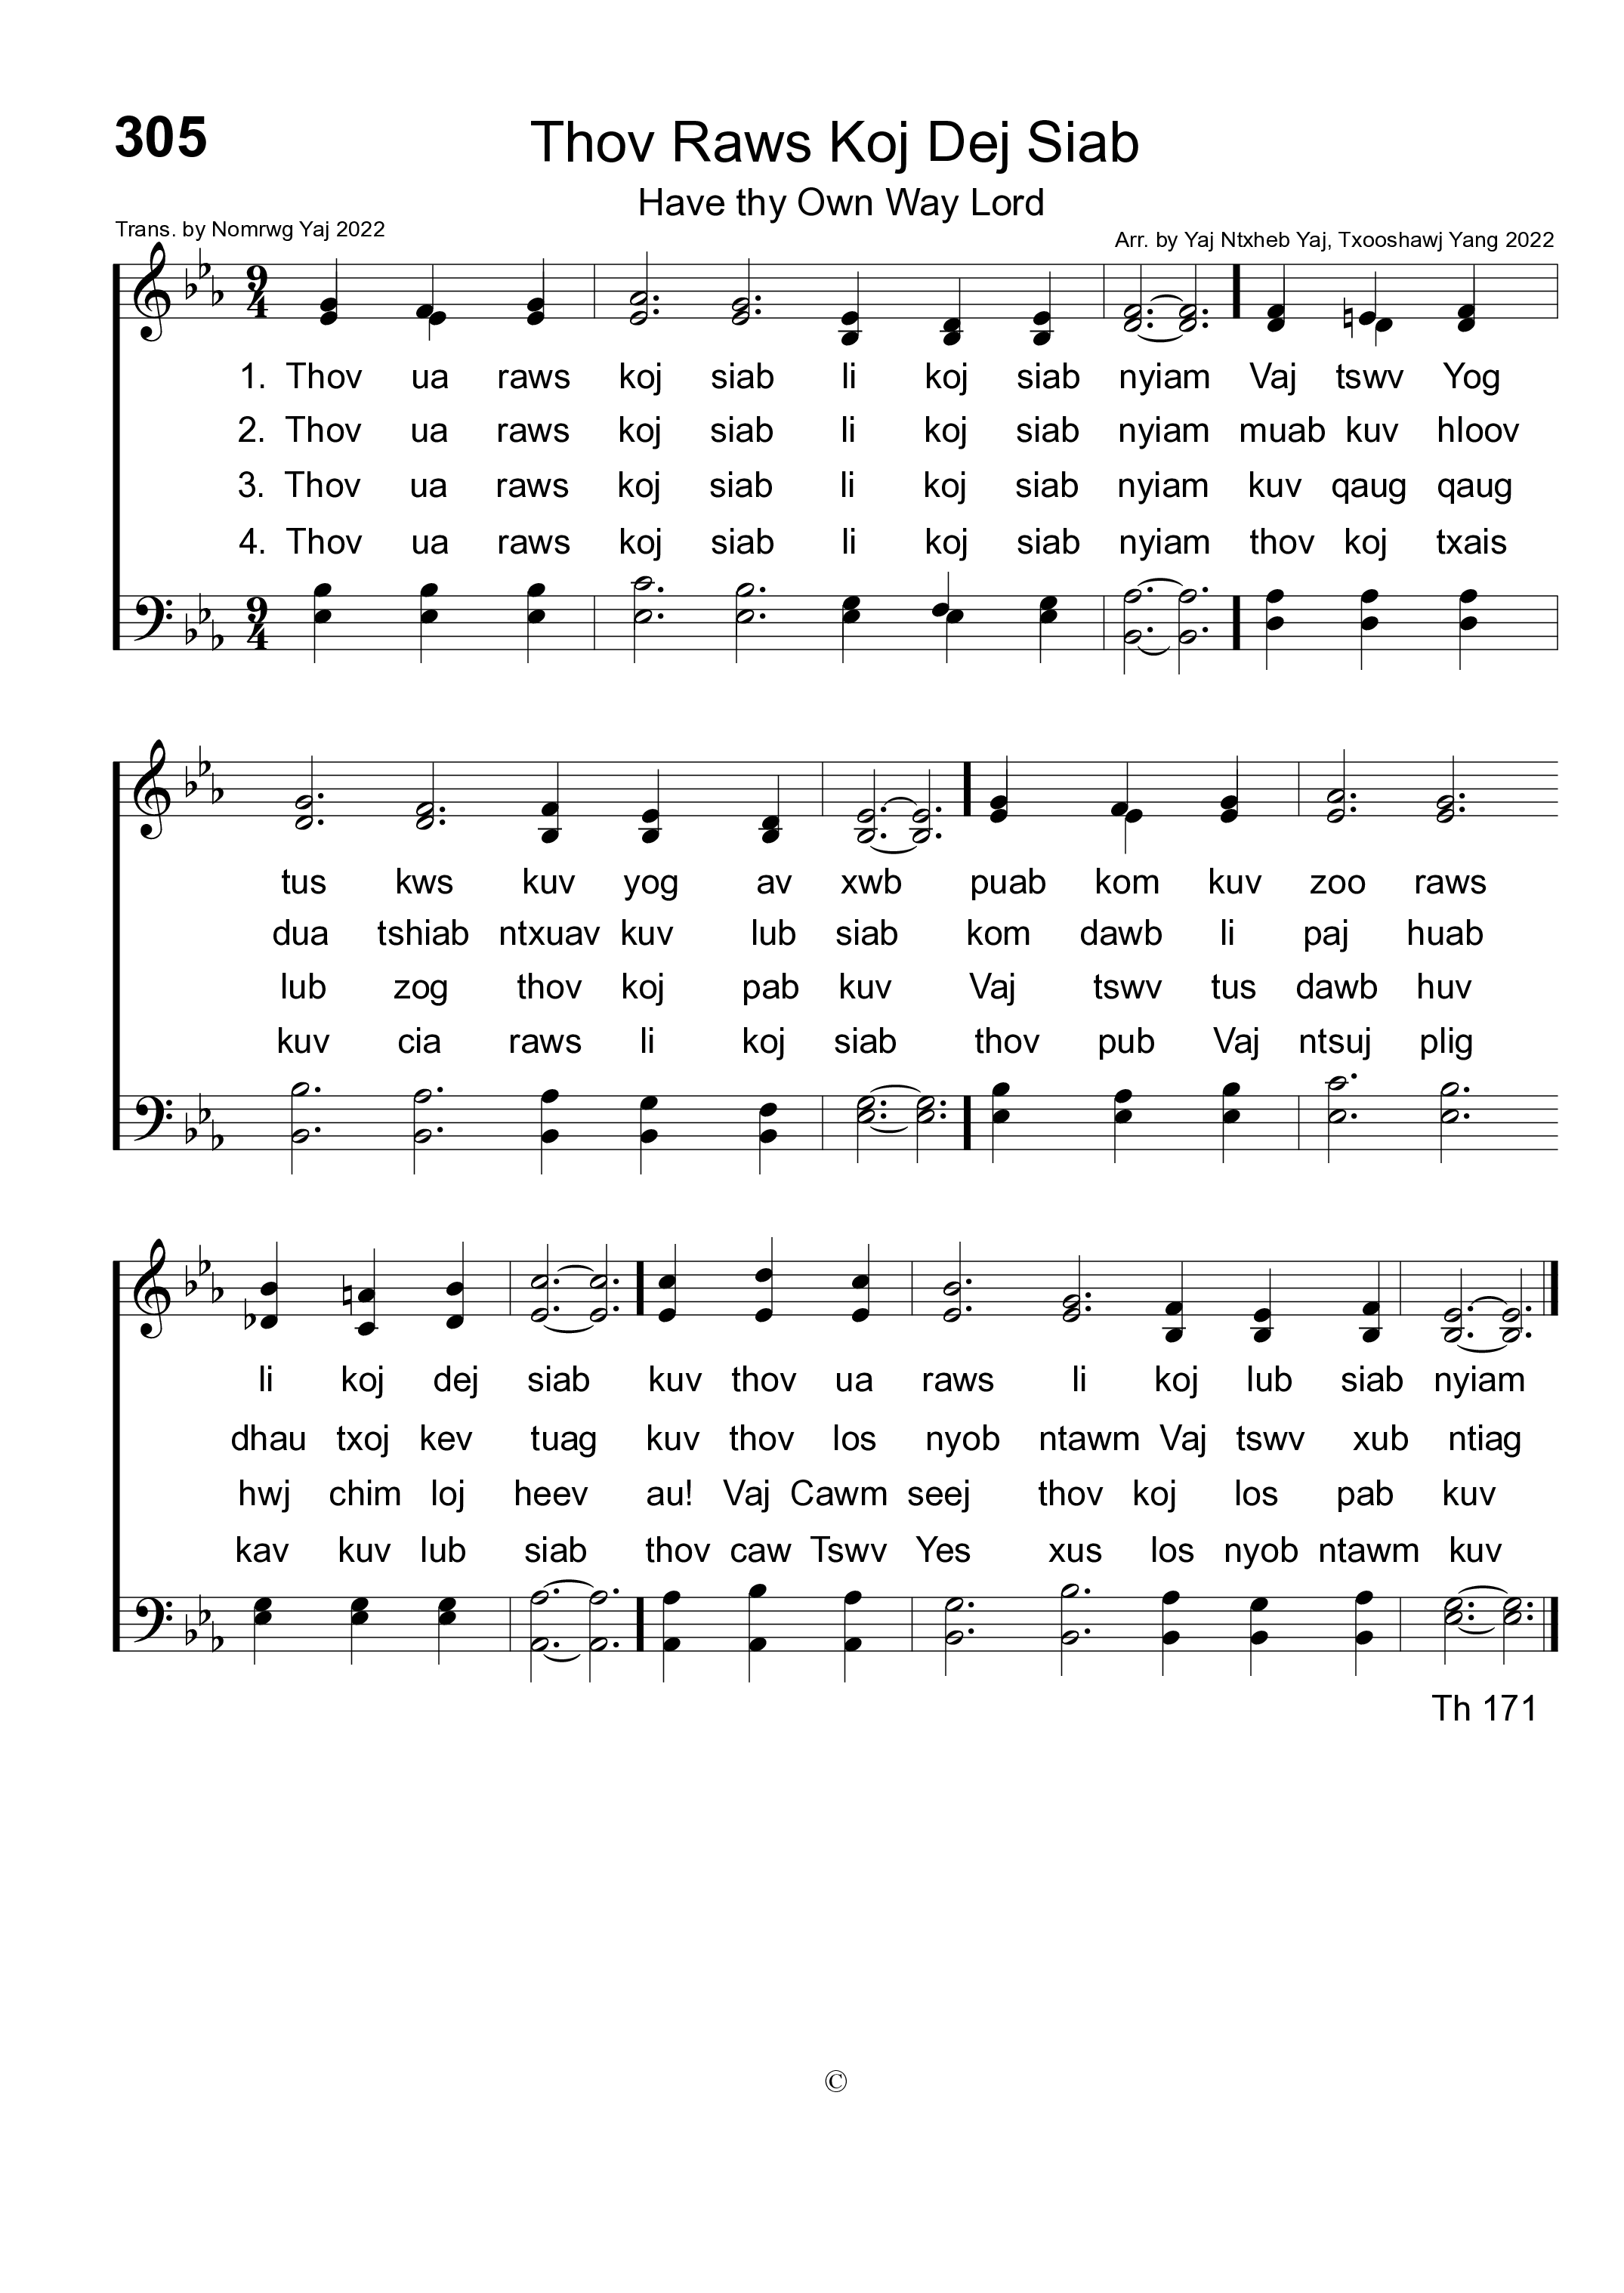 305
Thov Raws Koj Dej Siab
Have thy Own Way Lord
Trans. by Nomrwg Yaj 2022
Arr. by Yaj Ntxheb Yaj, Txooshawj Yang 2022
9
4
1. Thov ua raws koj siab li koj siab nyiam Vaj tswv Yog
2. Thov ua raws koj siab li koj siab nyiam muab kuv hloov
3. Thov ua raws koj siab li koj siab nyiam kuv qaug qaug
4. Thov ua raws koj siab li koj siab nyiam thov koj txais
9
4
tus kws kuv yog av xwb puab kom kuv zoo raws
dua tshiab ntxuav kuv lub siab kom dawb li paj huab
lub zog thov koj pab kuv Vaj tswv tus dawb huv
kuv cia raws li koj siab thov pub Vaj ntsuj plig
li koj dej siab kuv thov ua raws li koj lub siab nyiam
dhau txoj kev tuag kuv thov los nyob ntawm Vaj tswv xub ntiag
hwj chim loj heev au! Vaj Cawm seej thov koj los pab kuv
kav kuv lub siab thov caw Tswv Yes xus los nyob ntawm kuv
Th 171
©